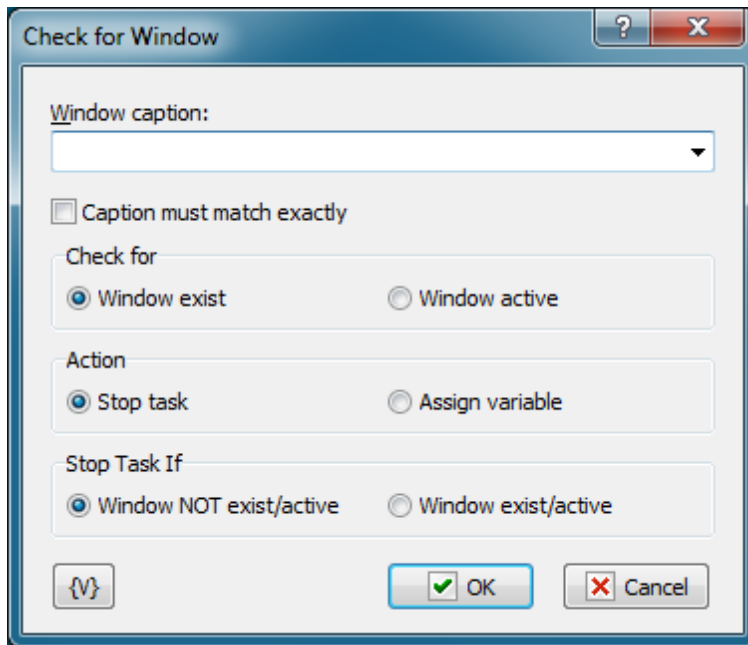 Check for Window
?
Window caption:
Caption must match exactly
Check for
Window exist Window active
Action
Stop task Assign variable
Stop Task If
Window NOT exist/active Window exist/active
{V} OK Cancel